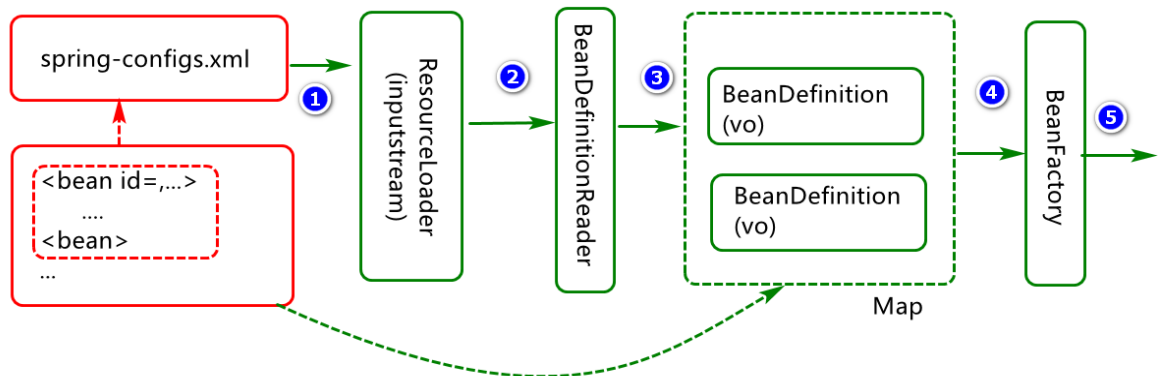 spring-configs.xml
<bean id=,...>
....
<bean>
...
1
ResourceLoader
(inputstream)
2
BeanDefinitionReader
3
BeanDefinition
(vo)
BeanDefinition
(vo)
Map
4
BeanFactory
5